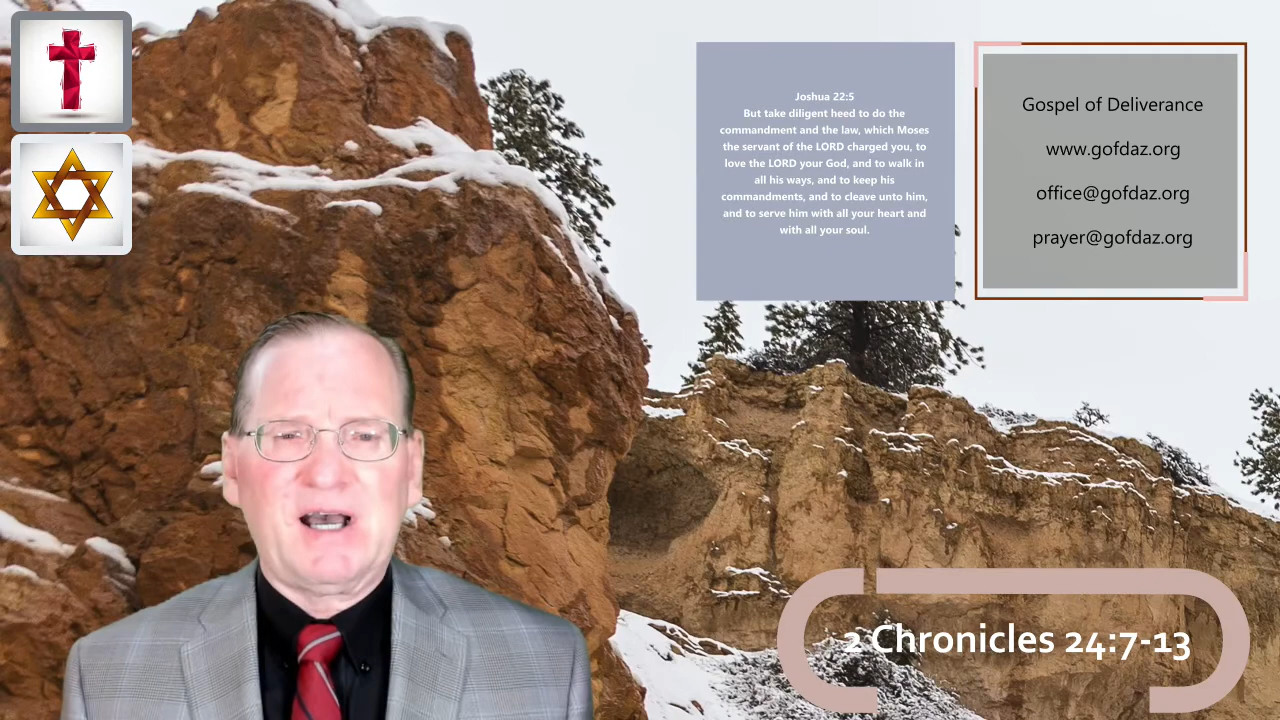 Joshua 22:5
But take diligent heed to do the
commandment and the law, which Moses
the servant of the LORD charged you, to
love the LORD your God, and to walk in
all his ways, and to keep his
commandments, and to cleave unto him,
and to serve him with all your heart and
with all your soul.
Gospel of Deliverance
www.gofdaz.org
office@gofdaz.org
prayer@gofdaz.org
2 Chronicles 24:7-13